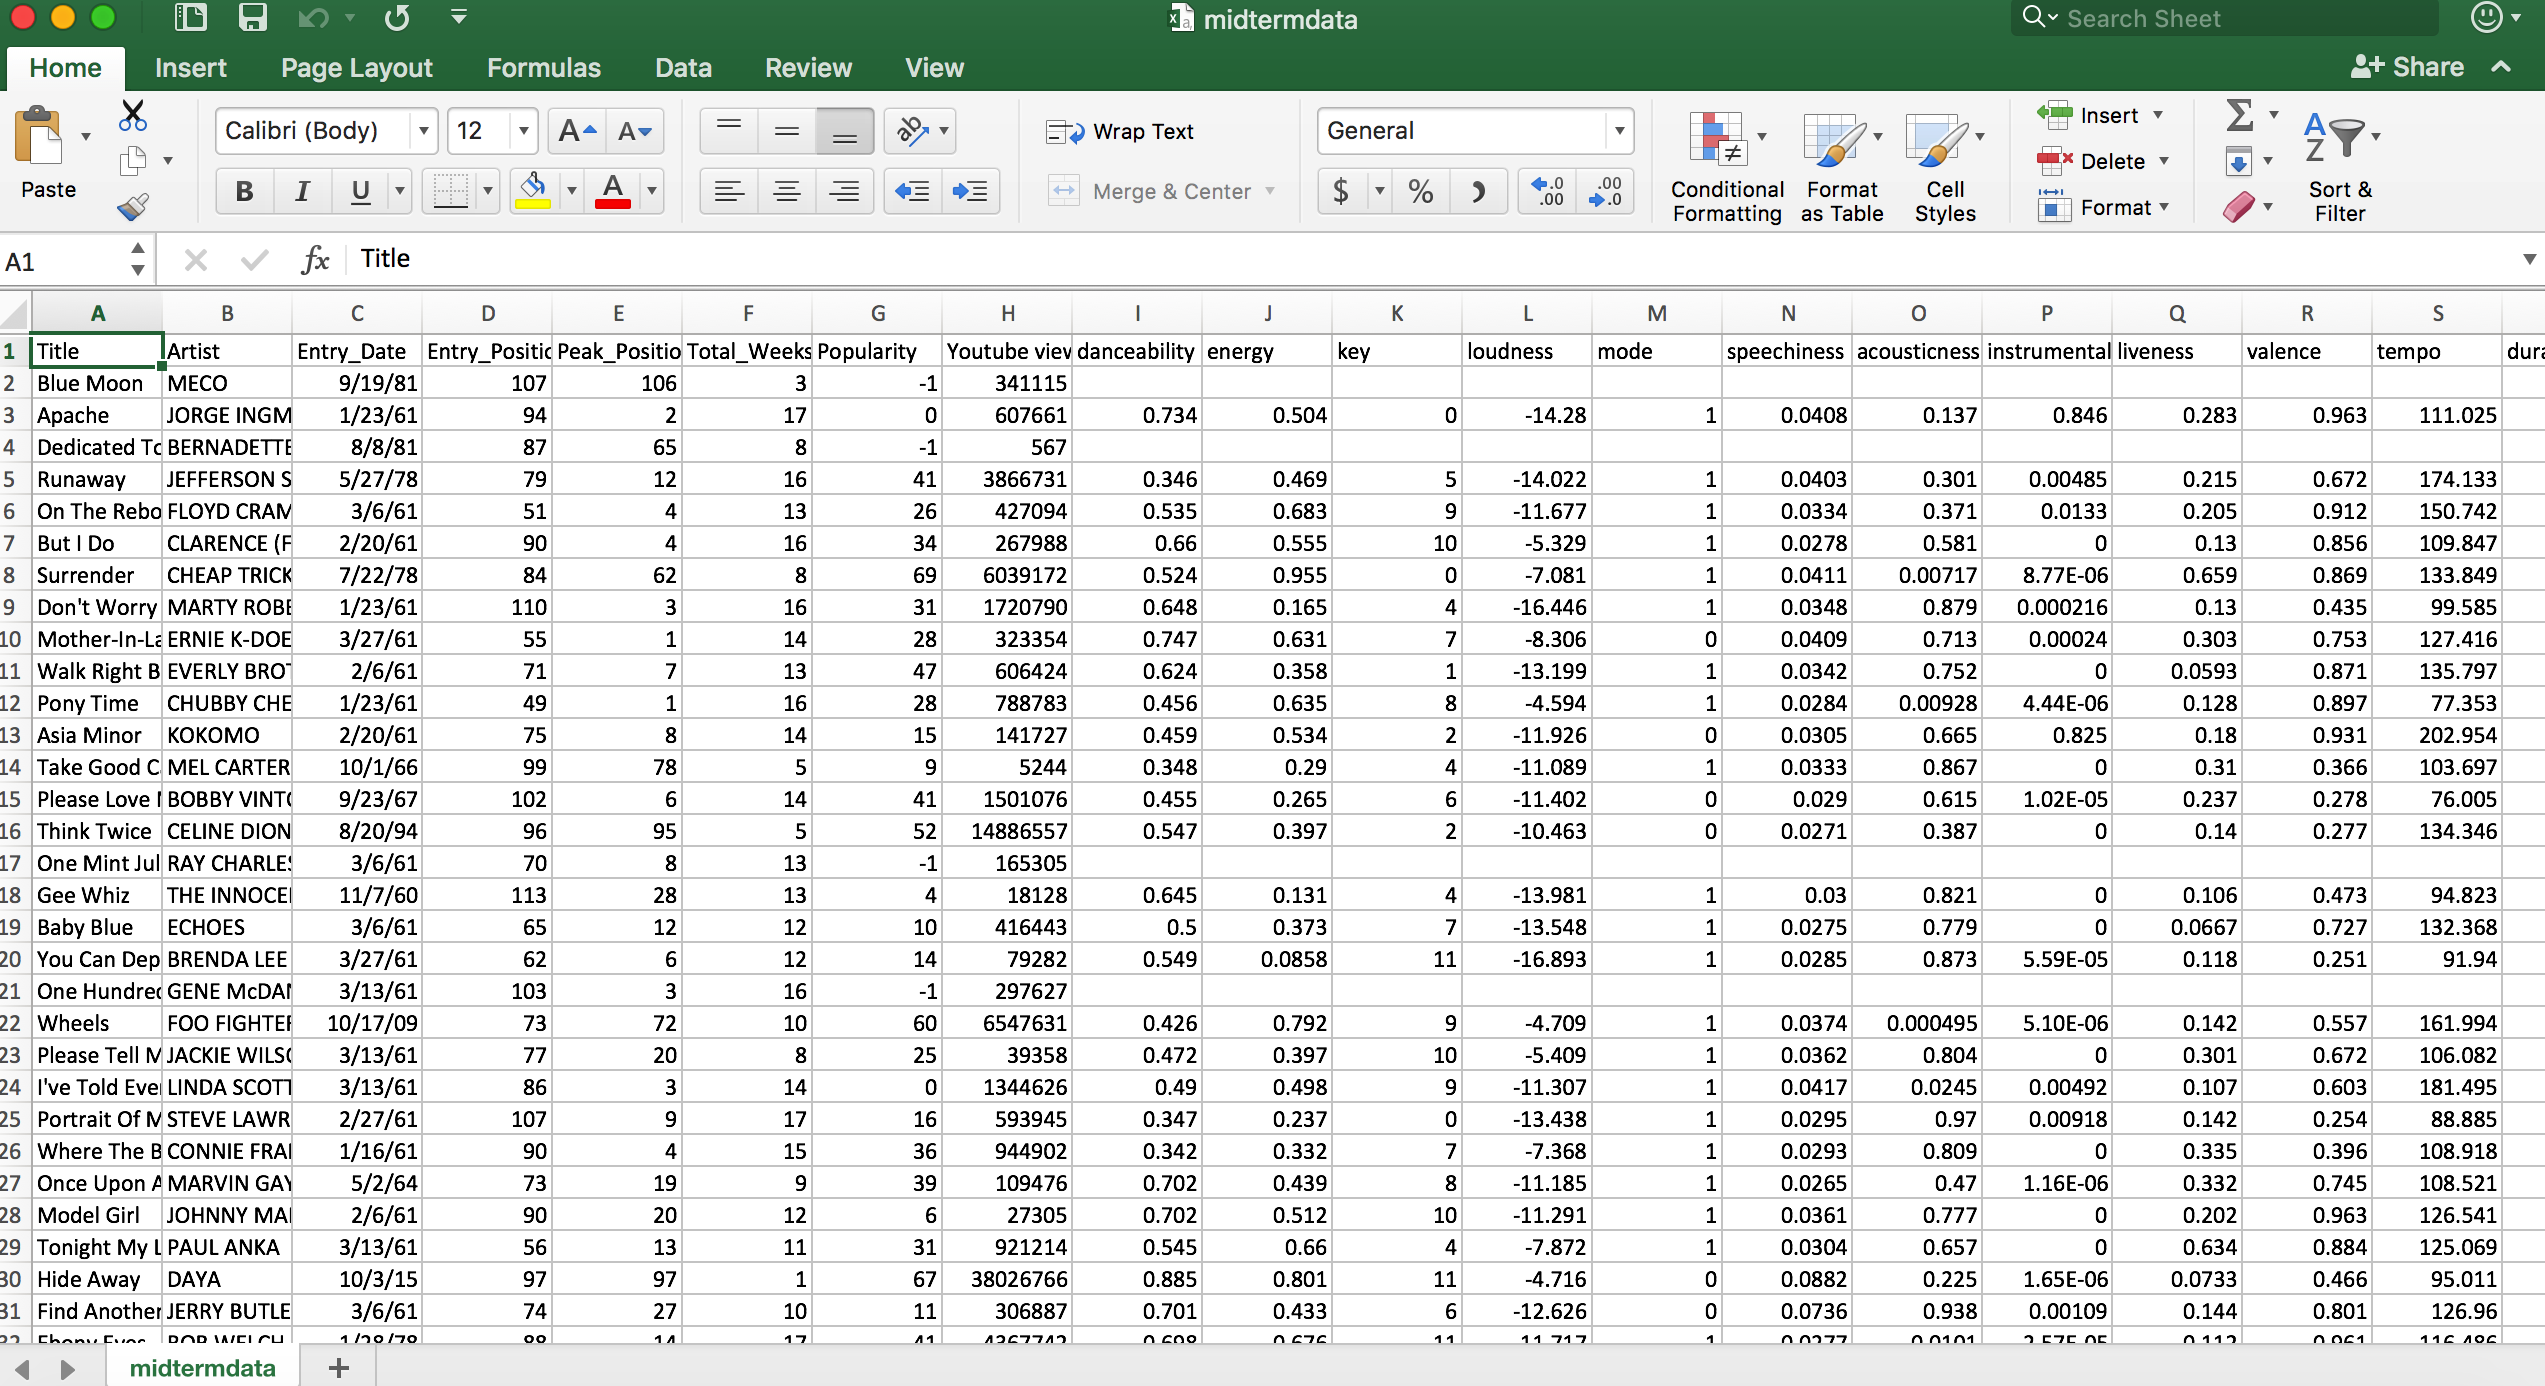 midtermdata
Search Sheet
Home Insert Page Layout Formulas Data Review View Share
Paste
Calibri (Body) 12
Wrap Text
Merge & Center
General
Conditional Formatting
Format as Table
Cell Styles
Insert
Delete
Format
Sort & Filter
A1 fx Title
A B C D E F G H I J K L M N O P Q R S
1 Title Artist Entry_Date Entry_Positic Peak_Positio Total_Weeks Popularity Youtube viev danceability energy key loudness mode speechiness acousticness instrumental liveness valence tempo dura
2 Blue Moon MECO 9/19/81 107 106 3 -1 341115
3 Apache JORGE INGM 1/23/61 94 2 17 0 607661 0.734 0.504 0 -14.28 1 0.0408 0.137 0.846 0.283 0.963 111.025
4 Dedicated To BERNADETTE 8/8/81 87 65 8 -1 567
5 Runaway JEFFERSON S 5/27/78 79 12 16 41 3866731 0.346 0.469 5 -14.022 1 0.0403 0.301 0.00485 0.215 0.672 174.133
6 On The Rebo FLOYD CRAM 3/6/61 51 4 13 26 427094 0.535 0.683 9 -11.677 1 0.0334 0.371 0.0133 0.205 0.912 150.742
7 But I Do CLARENCE (F 2/20/61 90 4 16 34 267988 0.66 0.555 10 -5.329 1 0.0278 0.581 0 0.13 0.856 109.847
8 Surrender CHEAP TRICK 7/22/78 84 62 8 69 6039172 0.524 0.955 0 -7.081 1 0.0411 0.00717 8.77E-06 0.659 0.869 133.849
9 Don't Worry MARTY ROBE 1/23/61 110 3 16 31 1720790 0.648 0.165 4 -16.446 1 0.0348 0.879 0.000216 0.13 0.435 99.585
10 Mother-In-La ERNIE K-DOE 3/27/61 55 1 14 28 323354 0.747 0.631 7 -8.306 0 0.0409 0.713 0.00024 0.303 0.753 127.416
11 Walk Right B EVERLY BROT 2/6/61 71 7 13 47 606424 0.624 0.358 1 -13.199 1 0.0342 0.752 0 0.0593 0.871 135.797
12 Pony Time CHUBBY CHE 1/23/61 49 1 16 28 788783 0.456 0.635 8 -4.594 1 0.0284 0.00928 4.44E-06 0.128 0.897 77.353
13 Asia Minor KOKOMO 2/20/61 75 8 14 15 141727 0.459 0.534 2 -11.926 0 0.0305 0.665 0.825 0.18 0.931 202.954
14 Take Good C MEL CARTER 10/1/66 99 78 5 9 5244 0.348 0.29 4 -11.089 1 0.0333 0.867 0 0.31 0.366 103.697
15 Please Love M BOBBY VINTO 9/23/67 102 6 14 41 1501076 0.455 0.265 6 -11.402 0 0.029 0.615 1.02E-05 0.237 0.278 76.005
16 Think Twice CELINE DION 8/20/94 96 95 5 52 14886557 0.547 0.397 2 -10.463 0 0.0271 0.387 0 0.14 0.277 134.346
17 One Mint Jul RAY CHARLES 3/6/61 70 8 13 -1 165305
18 Gee Whiz THE INNOCEI 11/7/60 113 28 13 4 18128 0.645 0.131 4 -13.981 1 0.03 0.821 0 0.106 0.473 94.823
19 Baby Blue ECHOES 3/6/61 65 12 12 10 416443 0.5 0.373 7 -13.548 1 0.0275 0.779 0 0.0667 0.727 132.368
20 You Can Dep BRENDA LEE 3/27/61 62 6 12 14 79282 0.549 0.0858 11 -16.893 1 0.0285 0.873 5.59E-05 0.118 0.251 91.94
21 One Hundred GENE McDAN 3/13/61 103 3 16 -1 297627
22 Wheels FOO FIGHTER 10/17/09 73 72 10 60 6547631 0.426 0.792 9 -4.709 1 0.0374 0.000495 5.10E-06 0.142 0.557 161.994
23 Please Tell M JACKIE WILSO 3/13/61 77 20 8 25 39358 0.472 0.397 10 -5.409 1 0.0362 0.804 0 0.301 0.672 106.082
24 I've Told Ever LINDA SCOTT 3/13/61 86 3 14 0 1344626 0.49 0.498 9 -11.307 1 0.0417 0.0245 0.00492 0.107 0.603 181.495
25 Portrait Of M STEVE LAWR 2/27/61 107 9 17 16 593945 0.347 0.237 0 -13.438 1 0.0295 0.97 0.00918 0.142 0.254 88.885
26 Where The B CONNIE FRAI 1/16/61 90 4 15 36 944902 0.342 0.332 7 -7.368 1 0.0293 0.809 0 0.335 0.396 108.918
27 Once Upon A MARVIN GAY 5/2/64 73 19 9 39 109476 0.702 0.439 8 -11.185 1 0.0265 0.47 1.16E-06 0.332 0.745 108.521
28 Model Girl JOHNNY MAI 2/6/61 90 20 12 6 27305 0.702 0.512 10 -11.291 1 0.0361 0.777 0 0.202 0.963 126.541
29 Tonight My L PAUL ANKA 3/13/61 56 13 11 31 921214 0.545 0.66 4 -7.872 1 0.0304 0.657 0 0.634 0.884 125.069
30 Hide Away DAYA 10/3/15 97 97 1 67 38026766 0.885 0.801 11 -4.716 0 0.0882 0.225 1.65E-06 0.0733 0.466 95.011
31 Find Another JERRY BUTLE 3/6/61 74 27 10 11 306887 0.701 0.433 6 -12.626 0 0.0736 0.938 0.00109 0.144 0.801 126.96
32 Ebony Eyes BOB WELCH 1/28/78 88 14 17 41 4367742 0.698 0.676 11 -11.717 1 0.0277 0.0101 2.57E-05 0.112 0.961 116.486
midtermdata